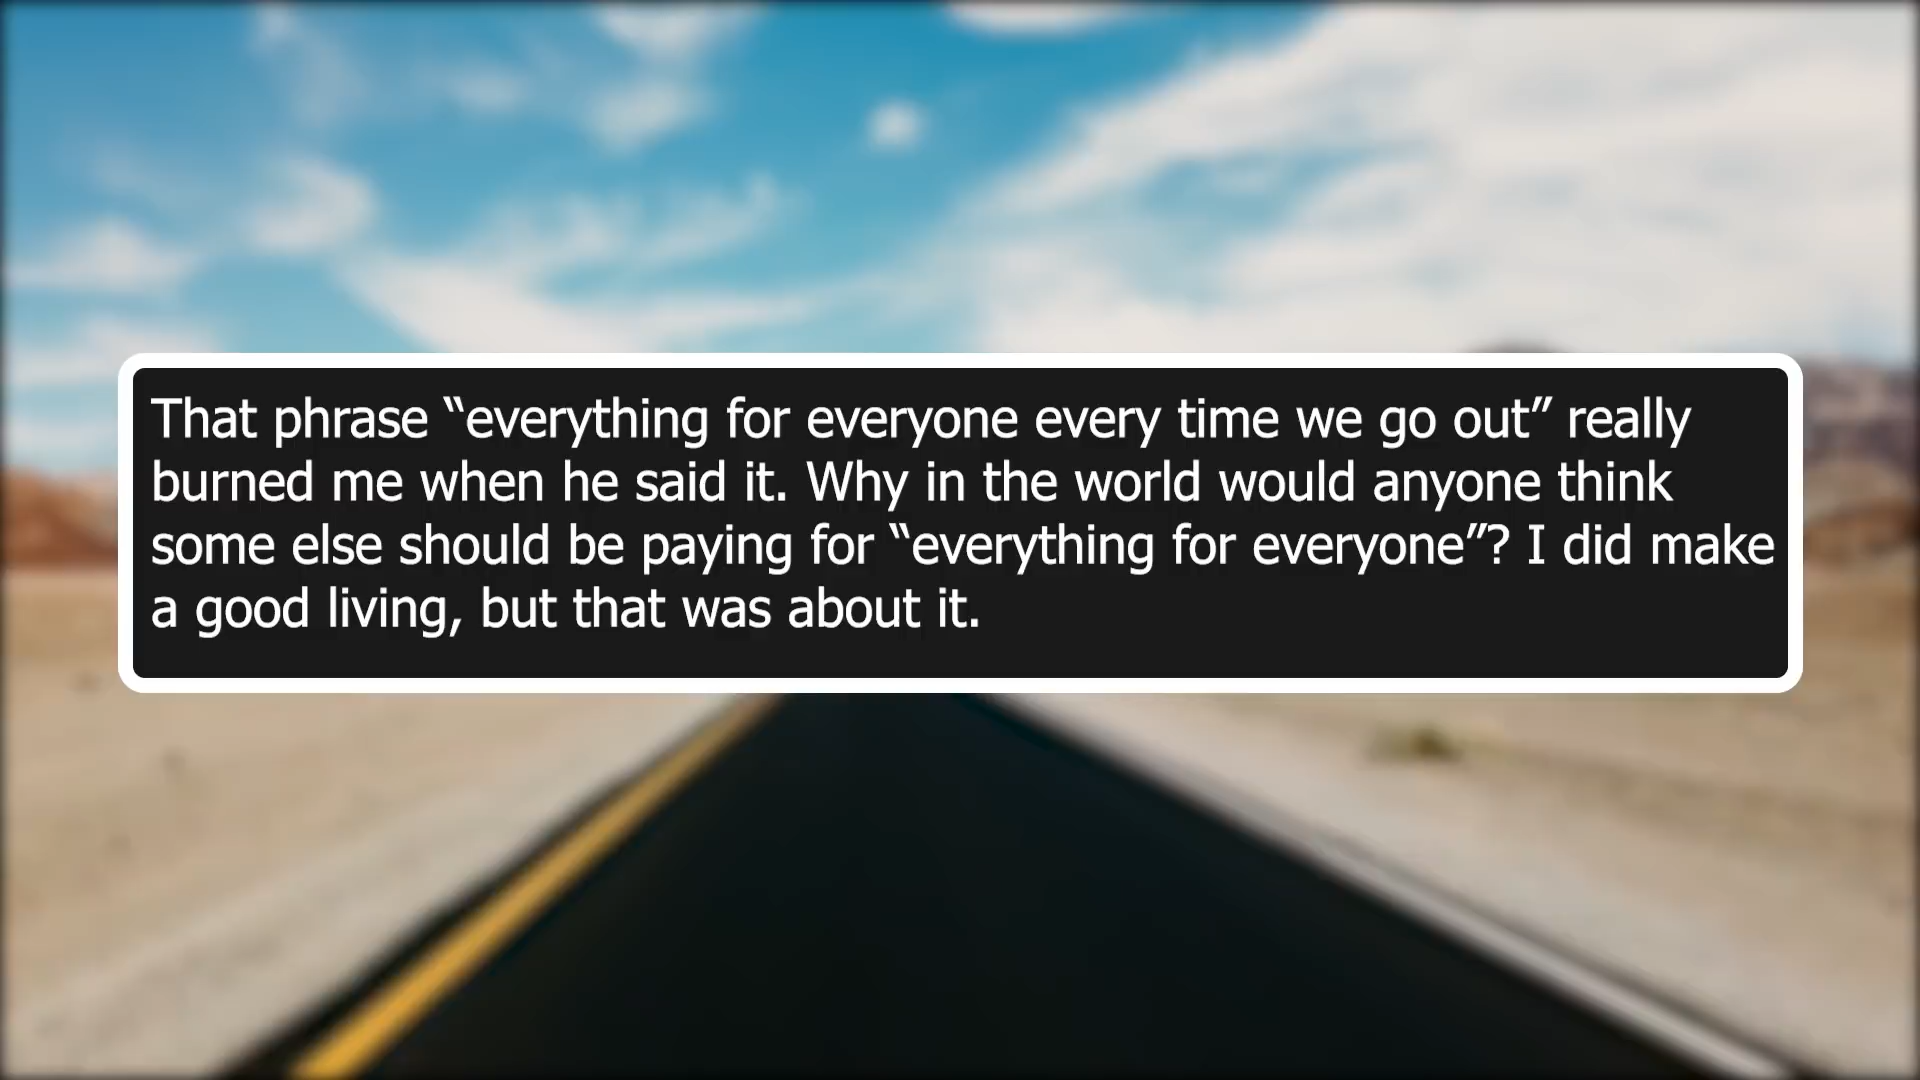 That phrase “everything for everyone every time we go out” really
burned me when he said it. Why in the world would anyone think
some else should be paying for “everything for everyone”? I did make
a good living, but that was about it.